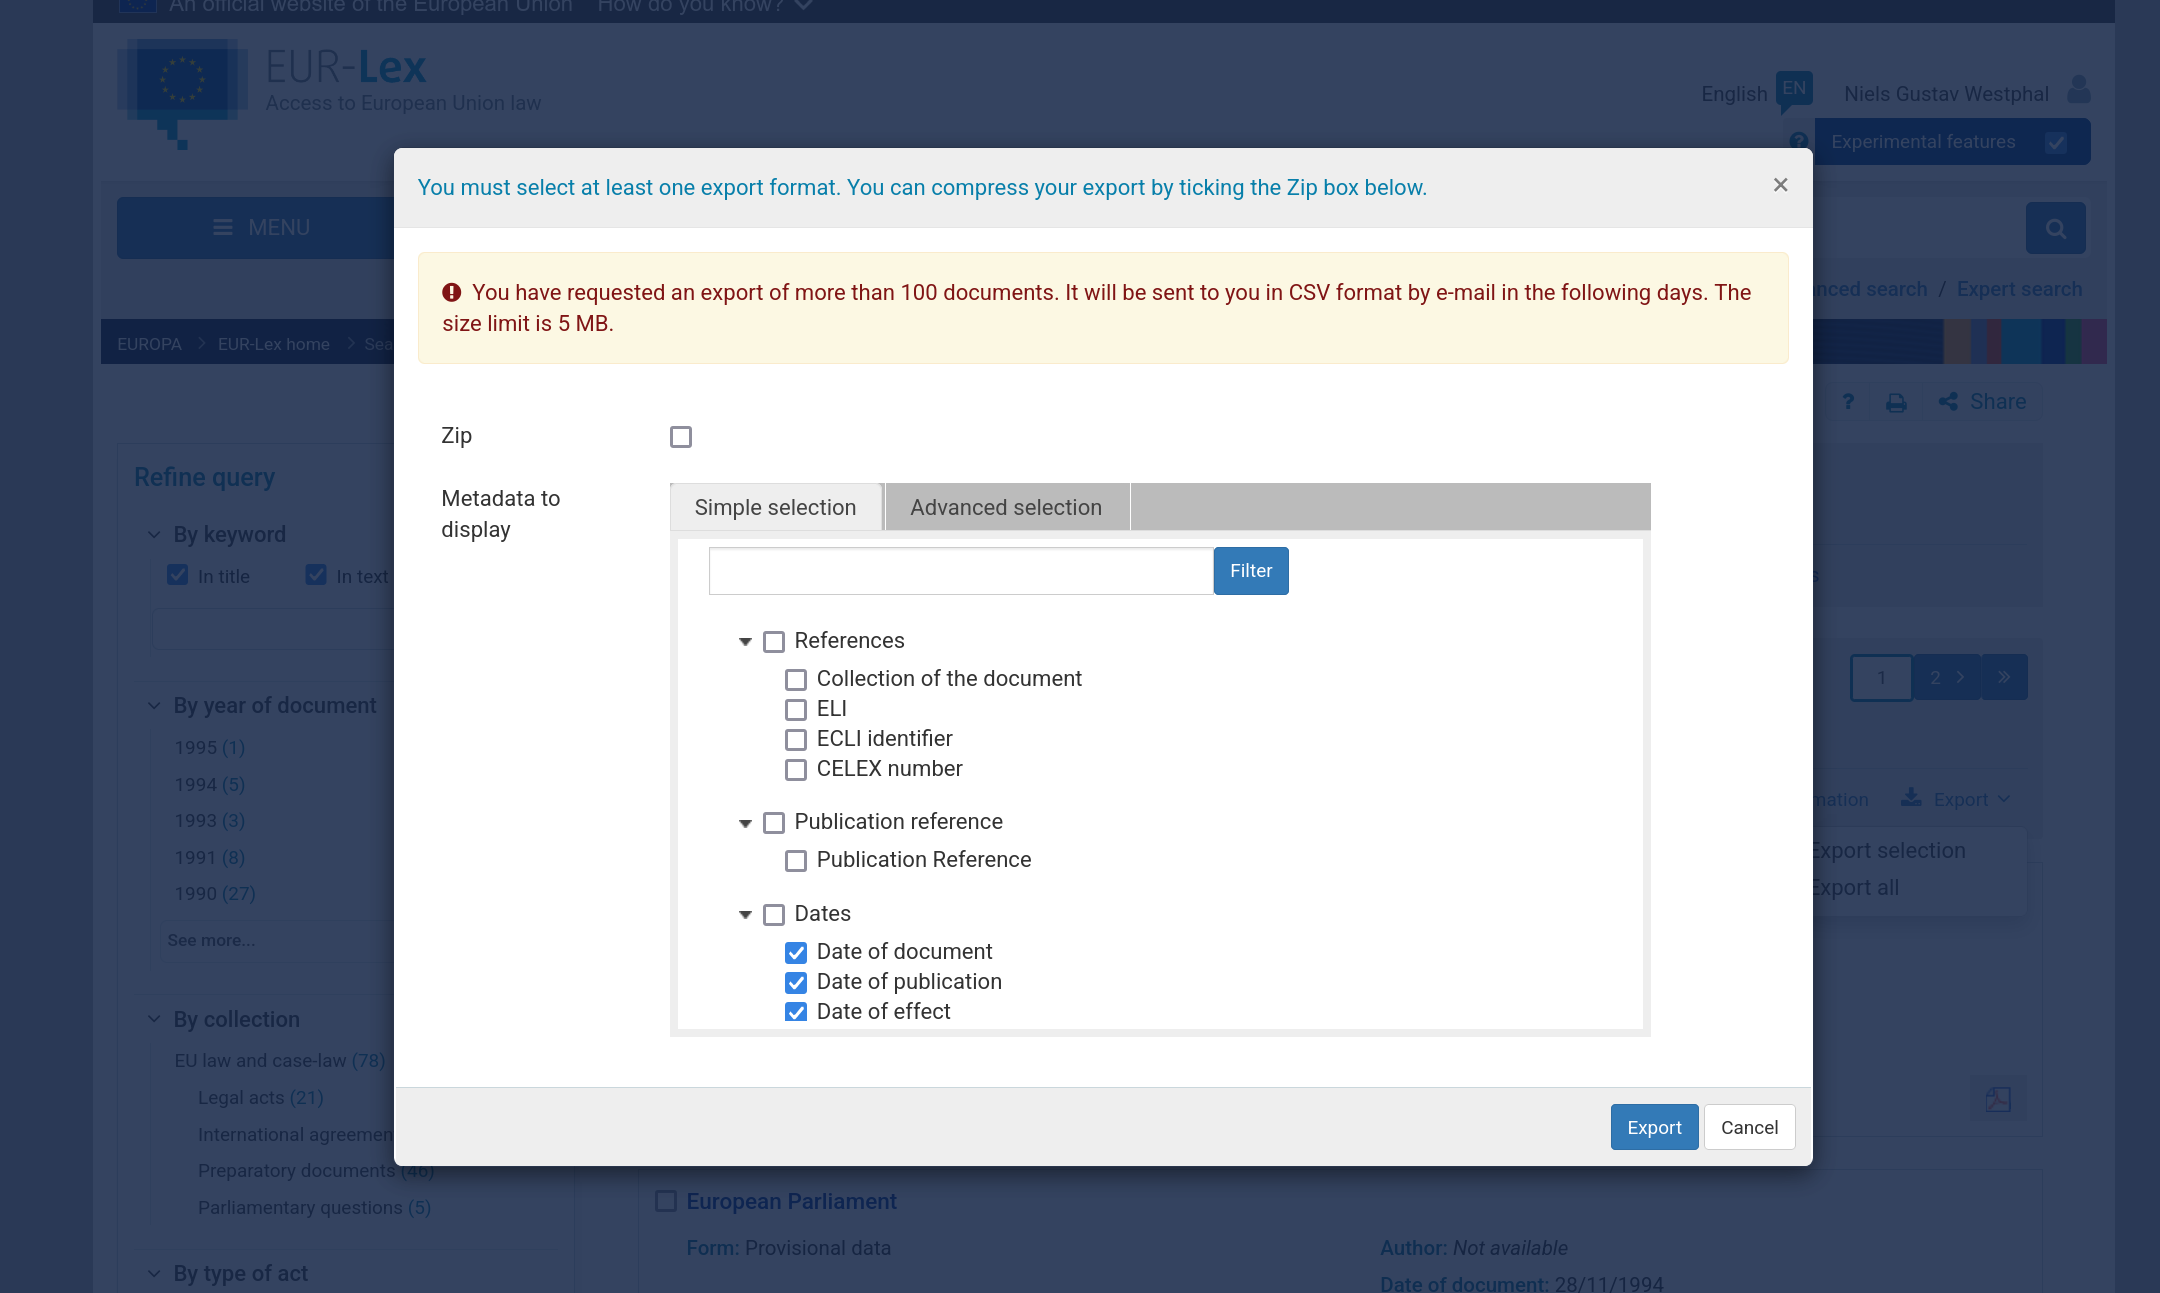 An official website of the European Union How do you know?
EUR-Lex
Access to European Union law
English EN Niels Gustav Westphal
? Experimental features
You must select at least one export format. You can compress your export by ticking the Zip box below. ×
MENU
You have requested an export of more than 100 documents. It will be sent to you in CSV format by e-mail in the following days. The
size limit is 5 MB.
/ Expert search
search
EUROPA EUR-Lex home
? Share
Zip
Refine query
Metadata to
display
Simple selection Advanced selection
By keyword
In title In text
Filter
References
Collection of the document
ELI
ECLI identifier
CELEX number
1 2 > »
By year of document
1995 (1)
1994 (5)
1993 (3)
1991 (8)
1990 (27)
See more...
Export
Export selection
Export all
Publication reference
Publication Reference
Dates
Date of document
Date of publication
Date of effect
By collection
EU law and case-law (78)
Legal acts (21)
International
Preparatory documents (46)
Parliamentary questions (5)
Export Cancel
European Parliament
Form: Provisional data
Author: Not available
By type of act
Date of document: 28/11/1994